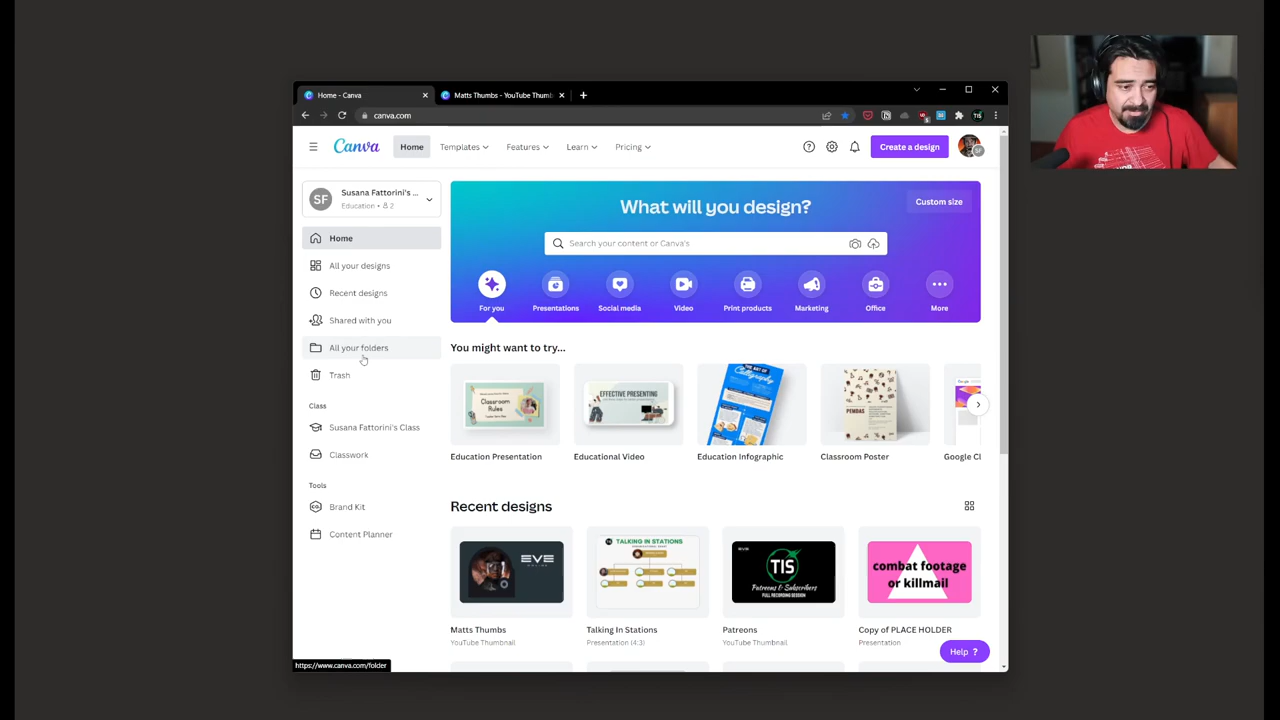 Home - Canva
Matts Thumbs - YouTube Thumb
canva.com
Canva
Home
Templates
Features
Learn
Pricing
Create a design
SF
Susana Fattorini's ...
Education • 2
Home
All your designs
Recent designs
Shared with you
All your folders
Trash
Class
Susana Fattorini's Class
Classwork
Tools
Brand Kit
Content Planner
What will you design?
Custom size
Search your content or Canva's
For you
Presentations
Social media
Video
Print products
Marketing
Office
More
You might want to try...
Classroom
Rules
EFFECTIVE PRESENTING
THE ART OF
Calligraphy
PEMDAS
Education Presentation
Educational Video
Education Infographic
Classroom Poster
Google Cl
Recent designs
EVE
ONLINE
TALKING IN STATIONS
EVE
TIS
Patreons & Subscribers
FULL RECORDING SESSION
combat footage
or killmail
Matts Thumbs
YouTube Thumbnail
Talking In Stations
Presentation (4:3)
Patreons
YouTube Thumbnail
Copy of PLACE HOLDER
Presentation
Help ?
https://www.canva.com/folder